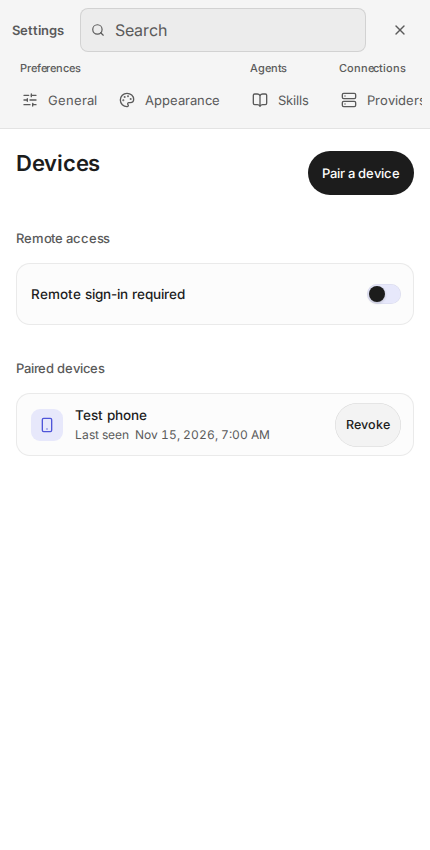 Settings
Search
Preferences
Agents
Connections
General
Appearance
Skills
Providers
Devices
Pair a device
Remote access
Remote sign-in required
Paired devices
Test phone
Last seen Nov 15, 2026, 7:00 AM
Revoke